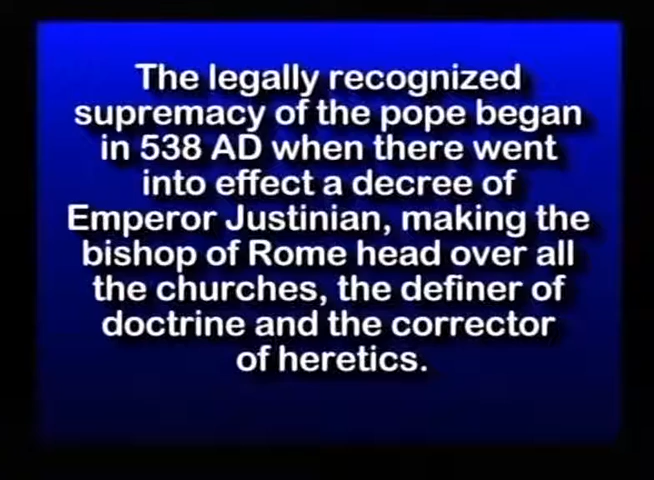 The legally recognized
supremacy of the pope began
in 538 AD when there went
into effect a decree of
Emperor Justinian, making the
bishop of Rome head over all
the churches, the definer of
doctrine and the corrector
of heretics.